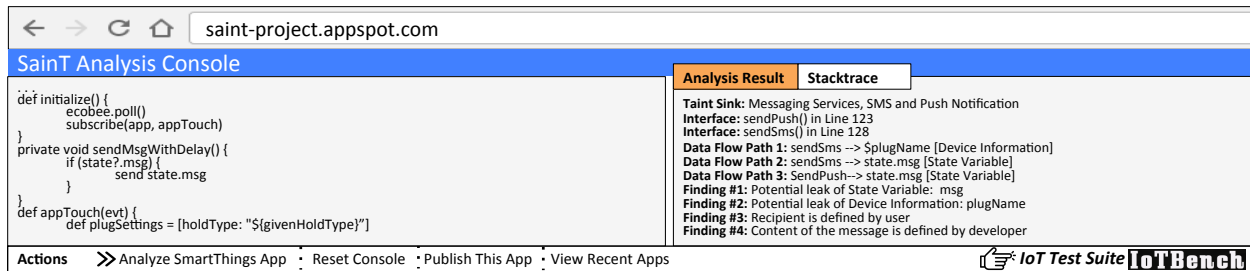 saint-project.appspot.com
SainT Analysis Console
. . .
def initialize() {
ecobee.poll()
subscribe(app, appTouch)
}
private void sendMsgWithDelay() {
if (state?.msg) {
send state.msg
}
}
def appTouch(evt) {
def plugSettings = [holdType: "${givenHoldType}”]
Analysis Result Stacktrace
Taint Sink: Messaging Services, SMS and Push Notification
Interface: sendPush() in Line 123
Interface: sendSms() in Line 128
Data Flow Path 1: sendSms --> $plugName [Device Information]
Data Flow Path 2: sendSms --> state.msg [State Variable]
Data Flow Path 3: SendPush--> state.msg [State Variable]
Finding #1: Potential leak of State Variable: msg
Finding #2: Potential leak of Device Information: plugName
Finding #3: Recipient is defined by user
Finding #4: Content of the message is defined by developer
Actions Analyze SmartThings App Reset Console Publish This App View Recent Apps IoT Test Suite IoTBench